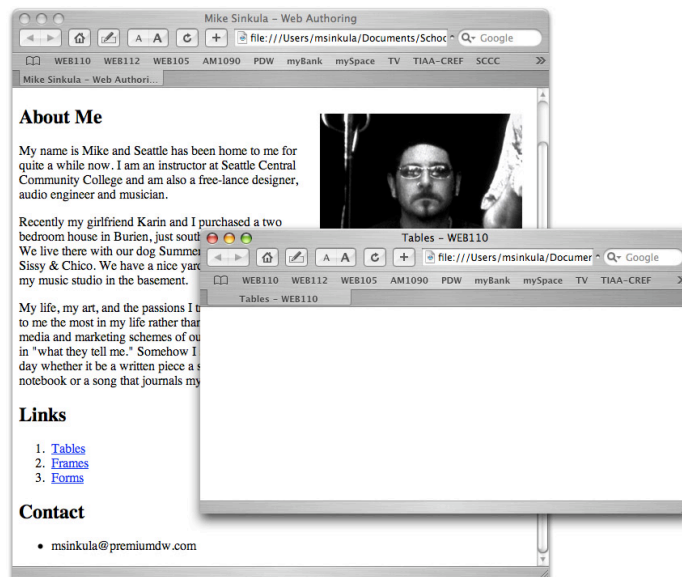 Mike Sinkula - Web Authoring
A A
file:///Users/msinkula/Documents/Schoo
Google
WEB110 WEB112 WEB105 AM1090 PDW myBank mySpace TV TIAA-CREF SCCC
Mike Sinkula - Web Authori...
About Me
My name is Mike and Seattle has been home to me for
quite a while now. I am an instructor at Seattle Central
Community College and am also a free-lance designer,
audio engineer and musician.
Recently my girlfriend Karin and I purchased a two
bedroom house in Burien, just south
We live there with our dog Summer
Sissy & Chico. We have a nice yard
my music studio in the basement.
My life, my art, and the passions I
to me the most in my life rather than
media and marketing schemes of
in "what they tell me." Somehow I
day whether it be a written piece a
notebook or a song that journals my
Links
1. Tables
2. Frames
3. Forms
Contact
• msinkula@premiumdw.com
Tables - WEB110
A A
file:///Users/msinkula/Documer
Google
WEB110 WEB112 WEB105 AM1090 PDW myBank mySpace TV TIAA-CREF
Tables - WEB110